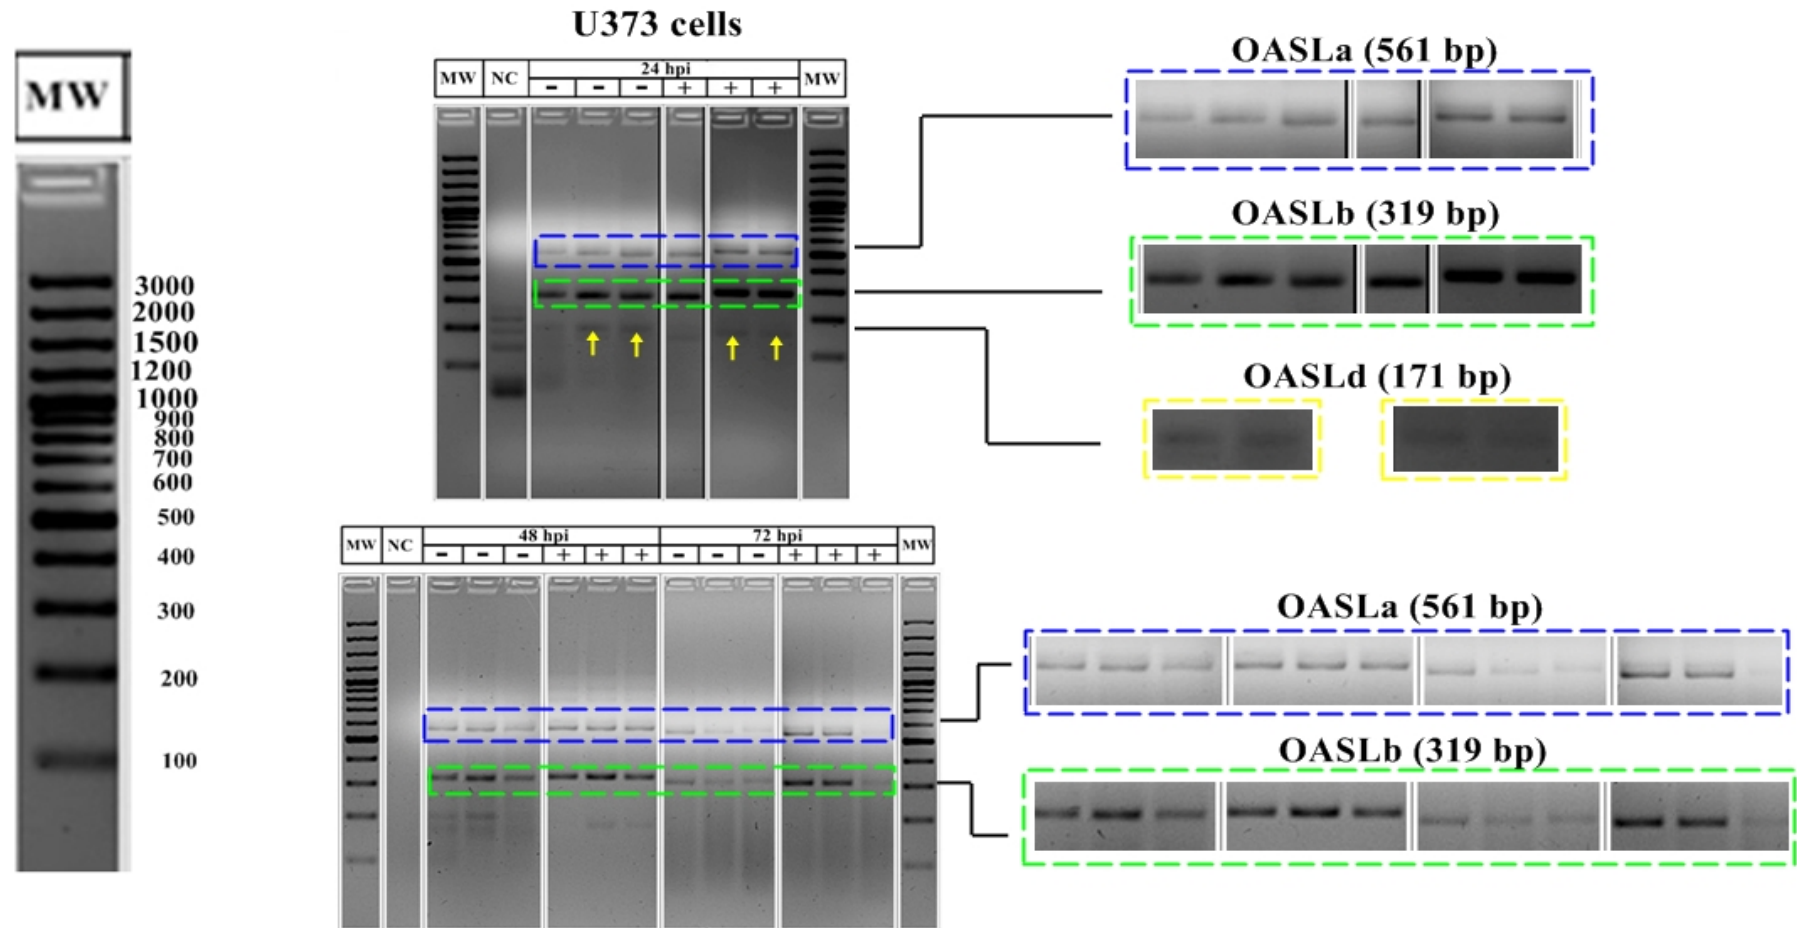 MW
3000
2000
1500
1200
1000
900
800
700
600
500
400
300
200
100
U373 cells
MW NC 24 hpi MW
- - - + + +
OASLa (561 bp)
OASLb (319 bp)
OASLd (171 bp)
MW NC 48 hpi 72 hpi MW
- - - + + + - - - + + +
OASLa (561 bp)
OASLb (319 bp)